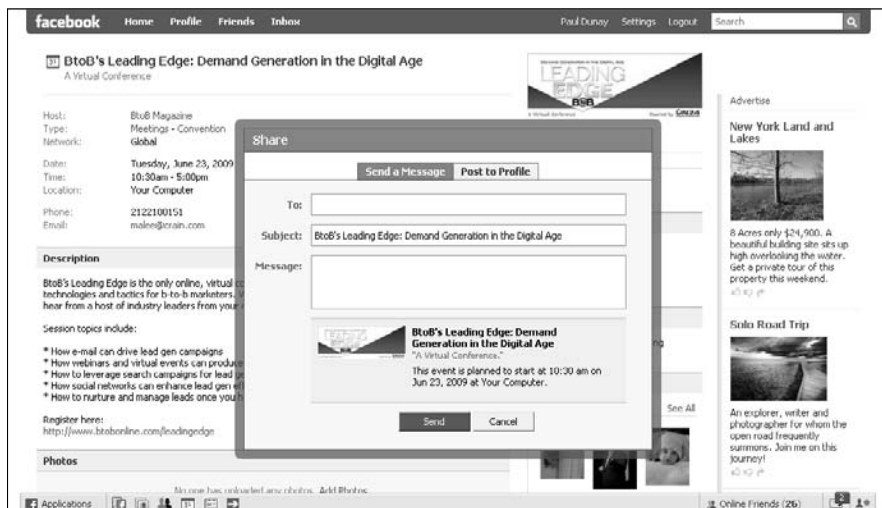 facebook Home Profile Friends Inbox Paul Dunay Settings Logout Search
BtoB's Leading Edge: Demand Generation in the Digital Age
A Virtual Conference
Host: BtoB Magazine
Type: Meetings - Convention
Network: Global
Date: Tuesday, June 23, 2009
Time: 10:30am - 5:00pm
Location: Your Computer
Phone: 2122100151
Email: malee@crain.com
Description
BtoB's Leading Edge is the only online, virtual
technologies and tactics for b-to-b marketers.
hear from a host of industry leaders from your
Session topics include:
* How e-mail can drive lead gen campaigns
* How webinars and virtual events can produce
* How to leverage search campaigns for lead
* How social networks can enhance lead gen
* How to nurture and manage leads once you
Register here:
http://www.btobonline.com/leadingedge
Photos
No one has uploaded any photos. Add Photos.
LEADING
EDGE
BtoB
A Virtual Conference Powered by ON24
Share
Send a Message Post to Profile
To:
Subject: BtoB's Leading Edge: Demand Generation in the Digital Age
Message:
BtoB's Leading Edge: Demand
Generation in the Digital Age
"A Virtual Conference."
This event is planned to start at 10:30 am on
Jun 23, 2009 at Your Computer.
Send Cancel
See All
Advertise
New York Land and
Lakes
8 Acres only $24,900. A
beautiful building site sits up
high overlooking the water.
Get a private tour of this
property this weekend.
Solo Road Trip
An explorer, writer and
photographer for whom the
open road frequently
summons. Join me on this
journey!
Applications Online Friends (26) 2